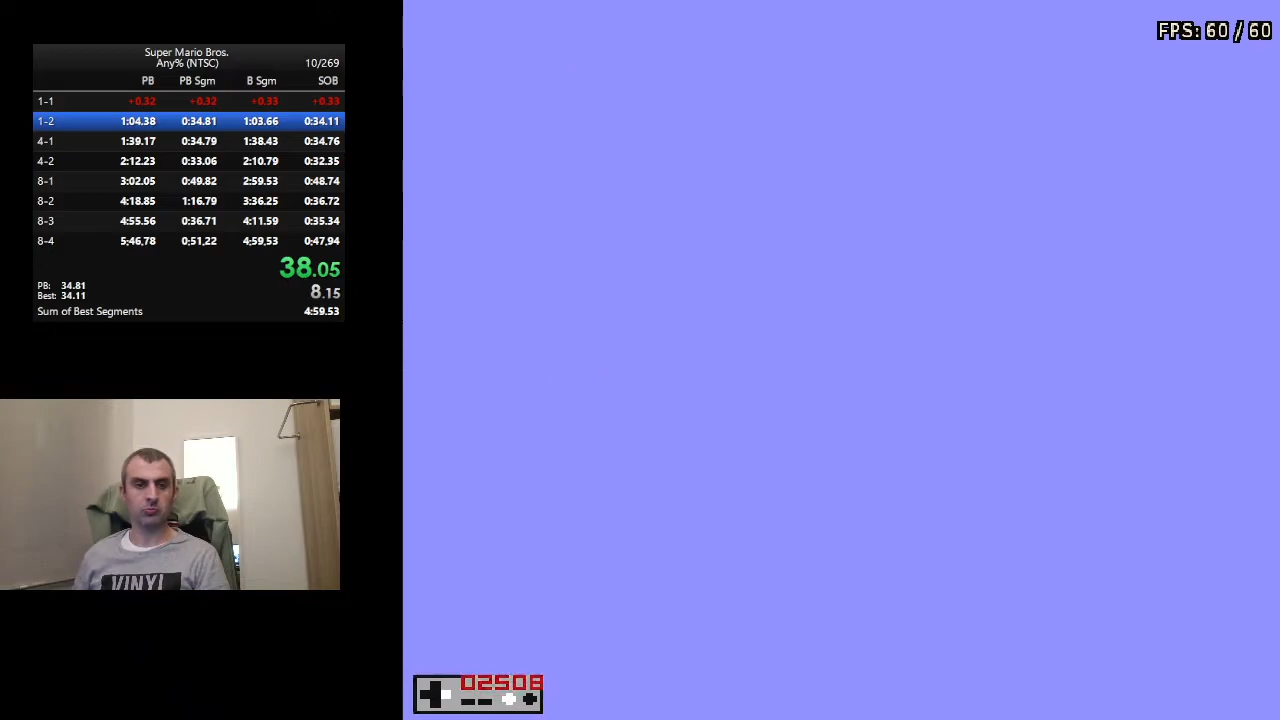 FPS: 60 / 60
Super Mario Bros.
Any% (NTSC) 10/269
PB PB Sgm B Sgm SOB
1-1 +0.32 +0.32 +0.33 +0.33
1-2 1:04.38 0:34.81 1:03.66 0:34.11
4-1 1:39.17 0:34.79 1:38.43 0:34.76
4-2 2:12.23 0:33.06 2:10.79 0:32.35
8-1 3:02.05 0:49.82 2:59.53 0:48.74
8-2 4:18.85 1:16.79 3:36.25 0:36.72
8-3 4:55.56 0:36.71 4:11.59 0:35.34
8-4 5:46.78 0:51.22 4:59.53 0:47.94
38.05
PB: 34.81
Best: 34.11
8.15
Sum of Best Segments 4:59.53
VINYL
02508